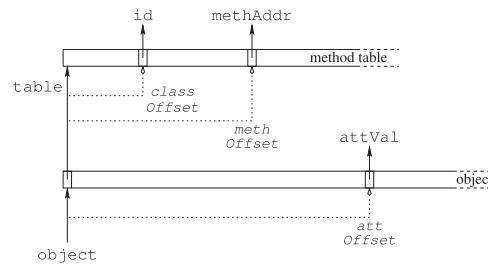 id
methAddr
method table
table
class
Offset
meth
Offset
attVal
objec
att
Offset
object